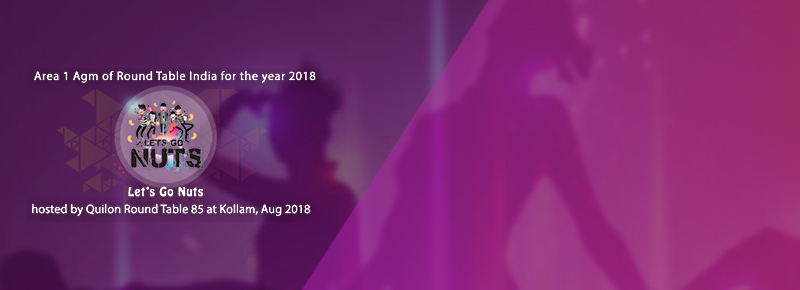 Area 1 Agm of Round Table India for the year 2018
LETS GO
NUTS
Let's Go Nuts
hosted by Quilon Round Table 85 at Kollam, Aug 2018